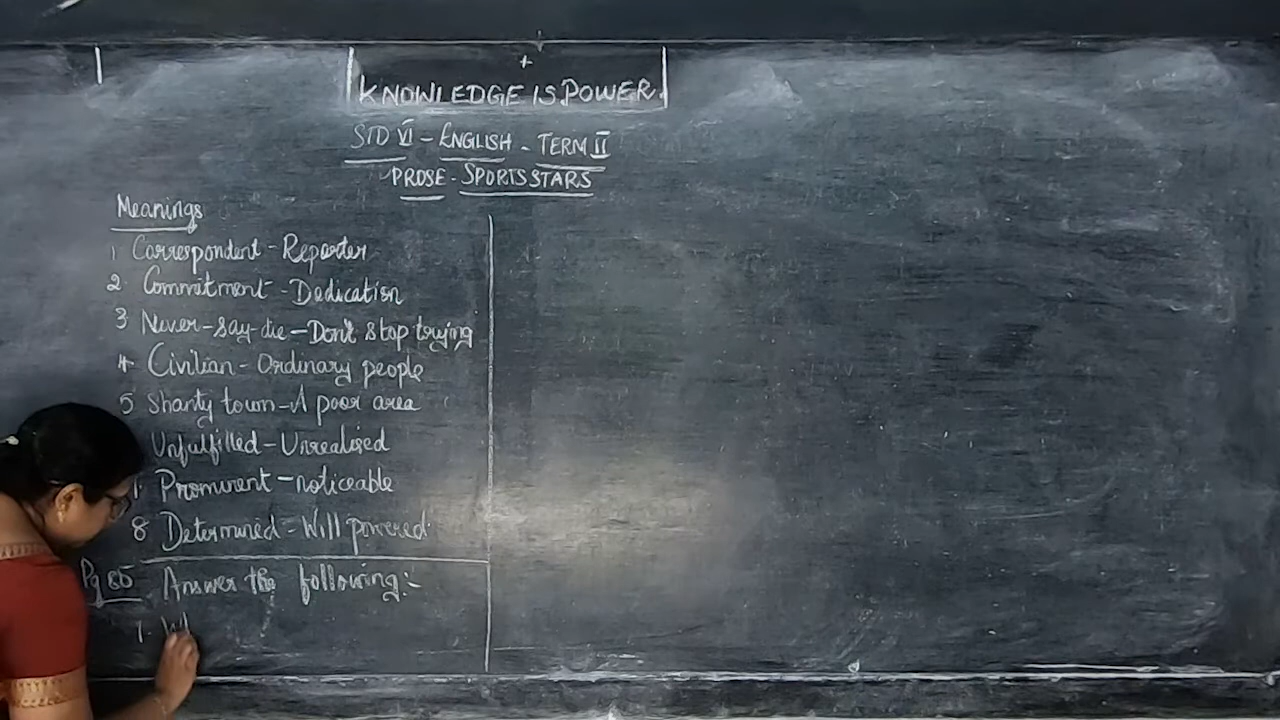 KNOWLEDGE IS POWER.
STD VI - ENGLISH - TERM II
PROSE - SPORTS STARS
Meanings
1 Correspondent - Reporter
2 Commitment - Dedication
3 Never-say-die - Don't stop trying
4 Civilian - Ordinary people
5 Shanty town - A poor area
Unfulfilled - Unrealised
Prominent - noticeable
8 Determined - Will powered
Pg 85 Answer the following:-
1. Wh